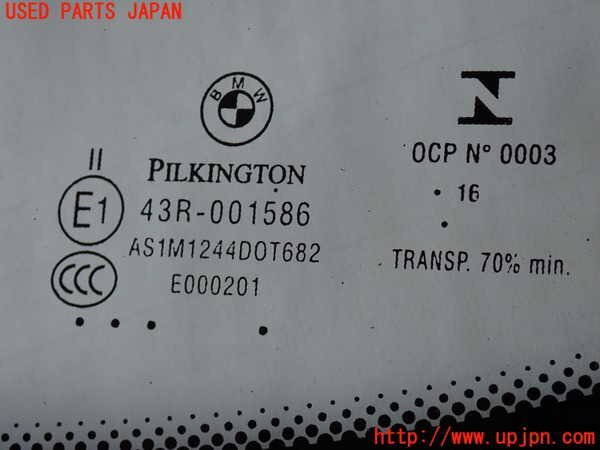 USED PARTS JAPAN
BMW
N
OCP Nº 0003
• 16
II
PILKINGTON
E1
43R-001586
AS1M1244DOT682
TRANSP. 70% min.
CCC
E000201
http://www.upjpn.com/